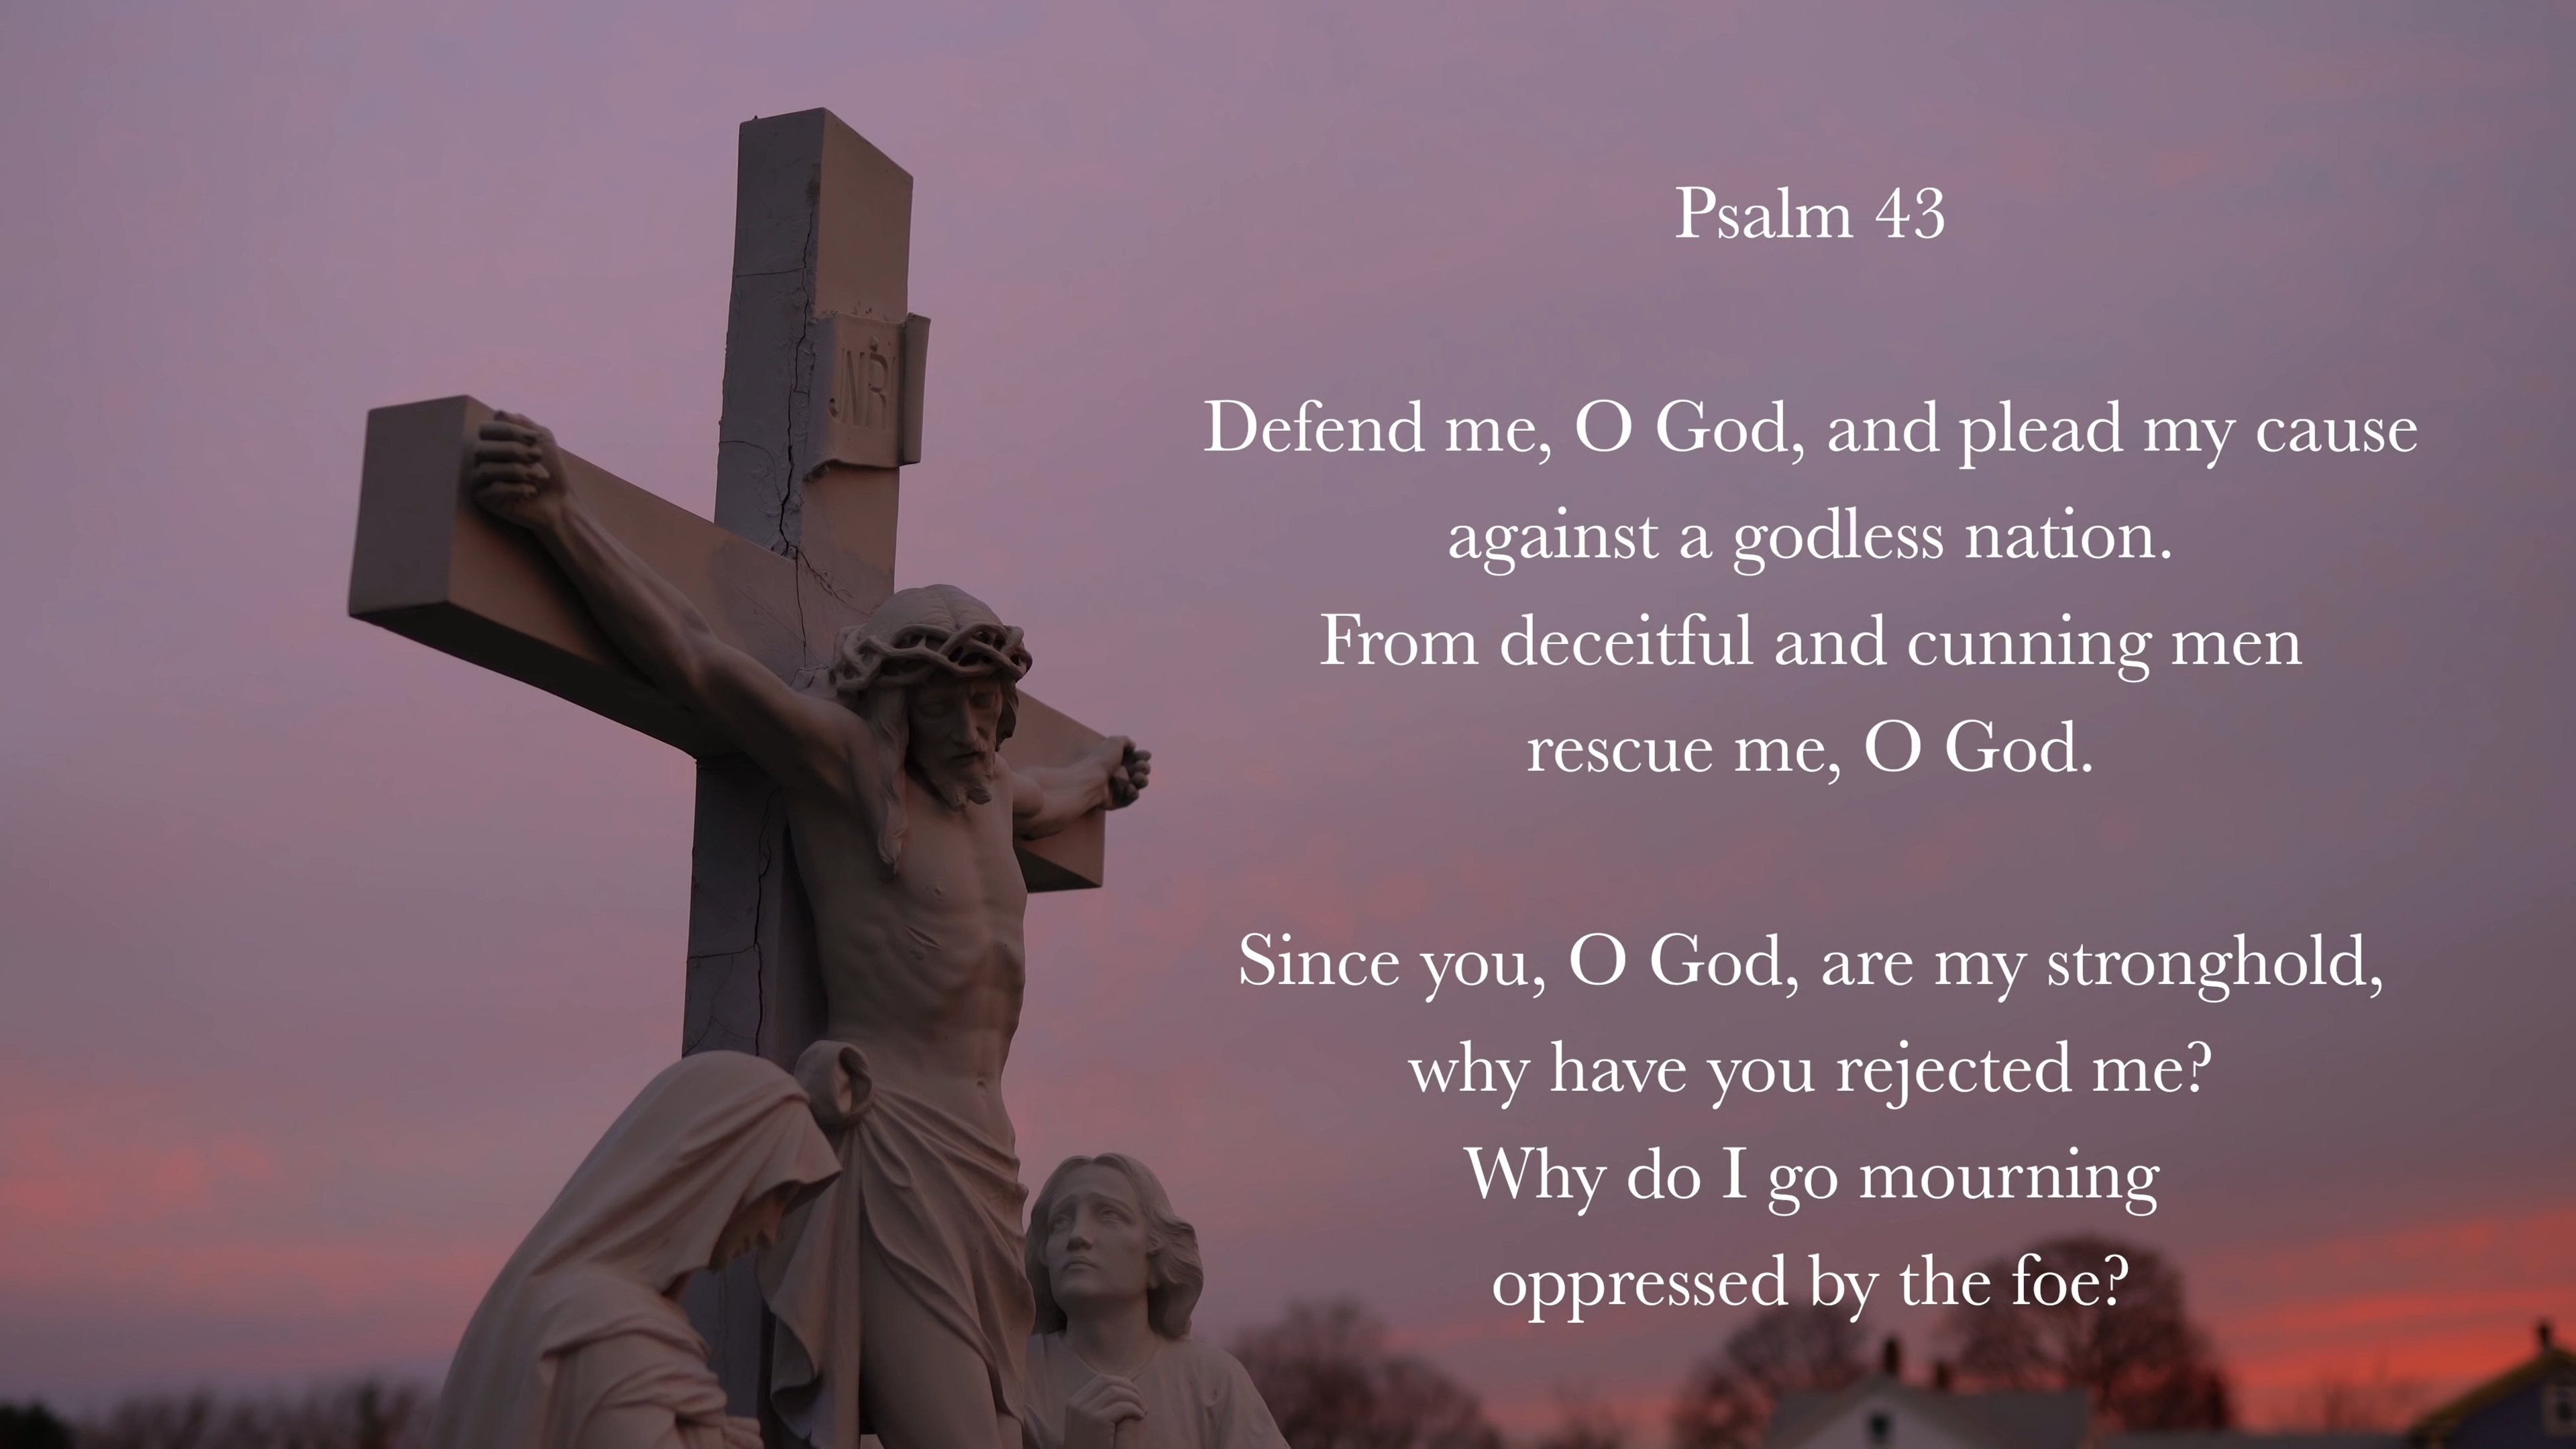 JNRI
Psalm 43
Defend me, O God, and plead my cause
against a godless nation.
From deceitful and cunning men
rescue me, O God.
Since you, O God, are my stronghold,
why have you rejected me?
Why do I go mourning
oppressed by the foe?